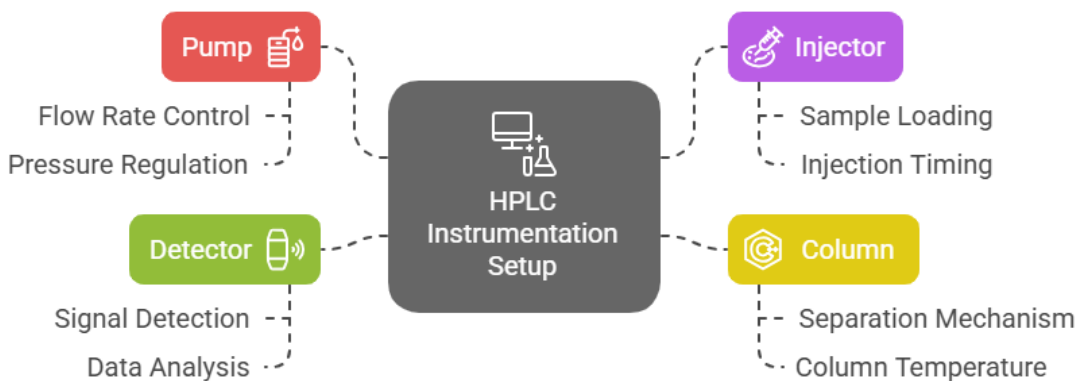 Pump
Flow Rate Control
Pressure Regulation
Detector
Signal Detection
Data Analysis
HPLC
Instrumentation
Setup
Injector
Sample Loading
Injection Timing
Column
Separation Mechanism
Column Temperature